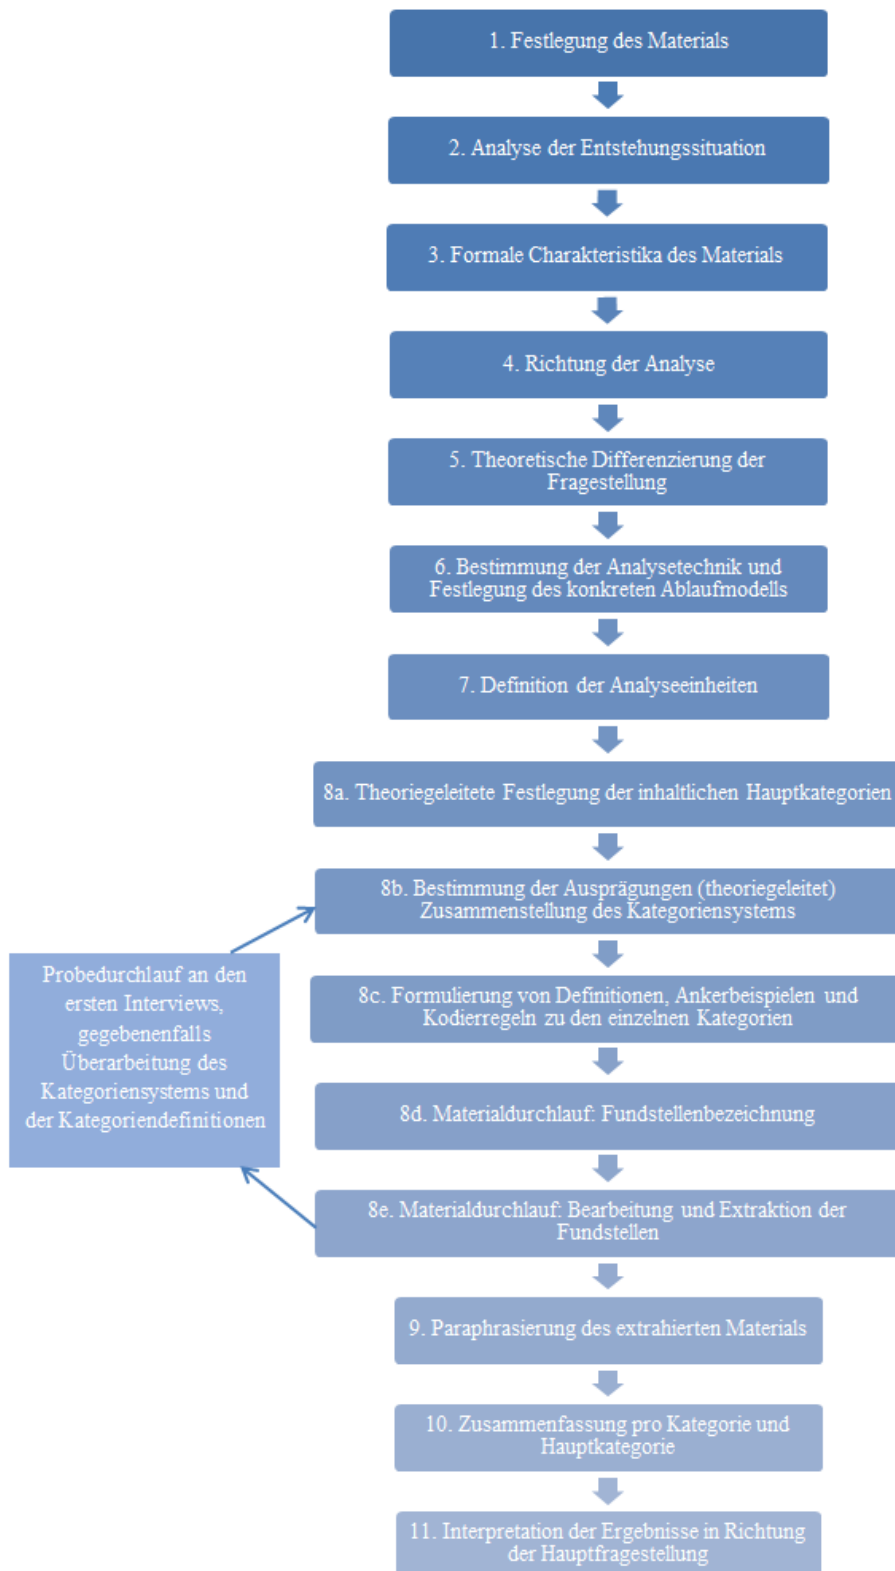 1. Festlegung des Materials
2. Analyse der Entstehungssituation
3. Formale Charakteristika des Materials
4. Richtung der Analyse
5. Theoretische Differenzierung der
Fragestellung
6. Bestimmung der Analysetechnik und
Festlegung des konkreten Ablaufmodells
7. Definition der Analyseeinheiten
8a. Theoriegeleitete Festlegung der inhaltlichen Hauptkategorien
8b. Bestimmung der Ausprägungen (theoriegeleitet)
Zusammenstellung des Kategoriensystems
8c. Formulierung von Definitionen, Ankerbeispielen und
Kodierregeln zu den einzelnen Kategorien
8d. Materialdurchlauf: Fundstellenbezeichnung
8e. Materialdurchlauf: Bearbeitung und Extraktion der
Fundstellen
Probedurchlauf an den
ersten Interviews,
gegebenenfalls
Überarbeitung des
Kategoriensystems und
der Kategoriendefinitionen
9. Paraphrasierung des extrahierten Materials
10. Zusammenfassung pro Kategorie und
Hauptkategorie
11. Interpretation der Ergebnisse in Richtung
der Hauptfragestellung